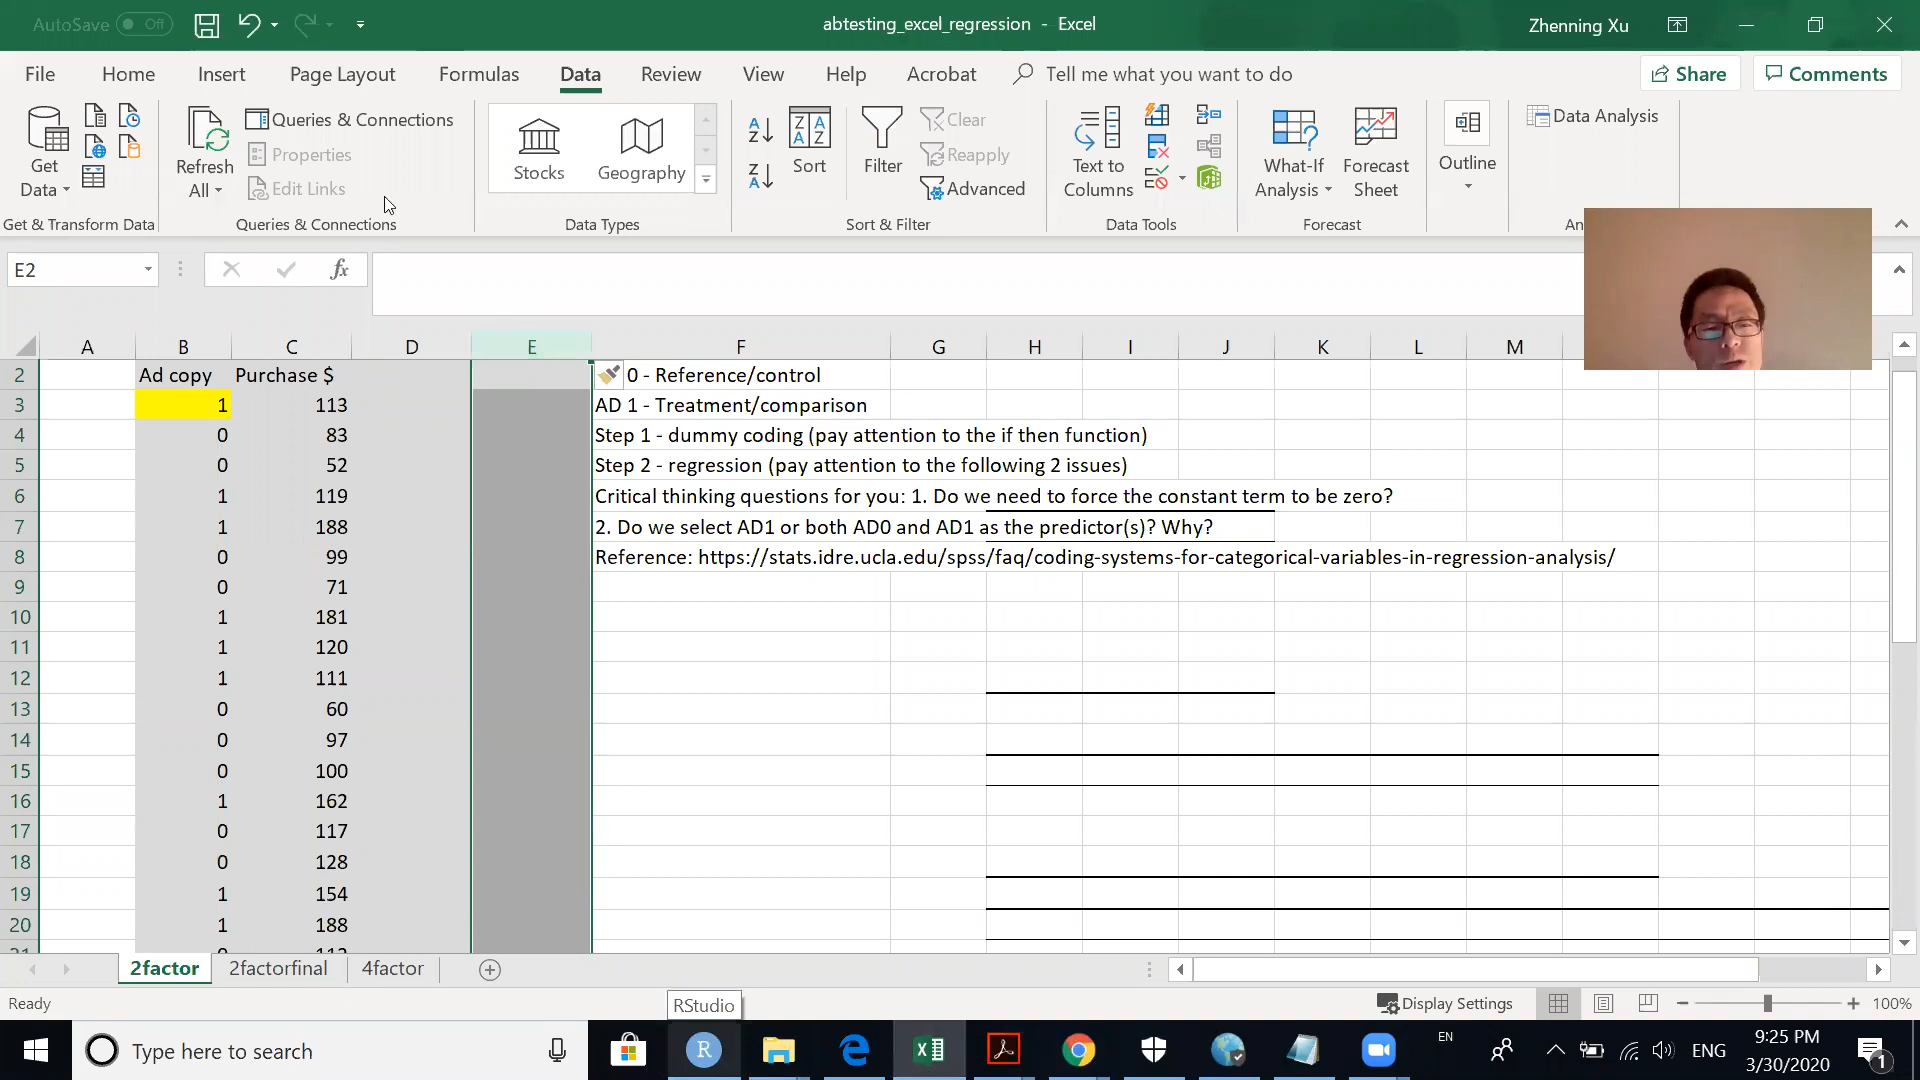 AutoSave Off
abtesting_excel_regression - Excel
Zhenning Xu
File Home Insert Page Layout Formulas Data Review View Help Acrobat Tell me what you want to do Share Comments
Get Data
Refresh All
Queries & Connections
Properties
Edit Links
Stocks
Geography
Sort
Filter
Clear
Reapply
Advanced
Text to Columns
What-If Analysis
Forecast Sheet
Outline
Data Analysis
Get & Transform Data
Queries & Connections
Data Types
Sort & Filter
Data Tools
Forecast
An
E2
fx
A B C D E F G H I J K L M
2 Ad copy Purchase $ 0 - Reference/control
3 1 113 AD 1 - Treatment/comparison
4 0 83 Step 1 - dummy coding (pay attention to the if then function)
5 0 52 Step 2 - regression (pay attention to the following 2 issues)
6 1 119 Critical thinking questions for you: 1. Do we need to force the constant term to be zero?
7 1 188 2. Do we select AD1 or both AD0 and AD1 as the predictor(s)? Why?
8 0 99 Reference: https://stats.idre.ucla.edu/spss/faq/coding-systems-for-categorical-variables-in-regression-analysis/
9 0 71
10 1 181
11 1 120
12 1 111
13 0 60
14 0 97
15 0 100
16 1 162
17 0 117
18 0 128
19 1 154
20 1 188
2factor 2factorfinal 4factor
Ready
RStudio
Display Settings
100%
Type here to search
EN
ENG
9:25 PM
3/30/2020
1